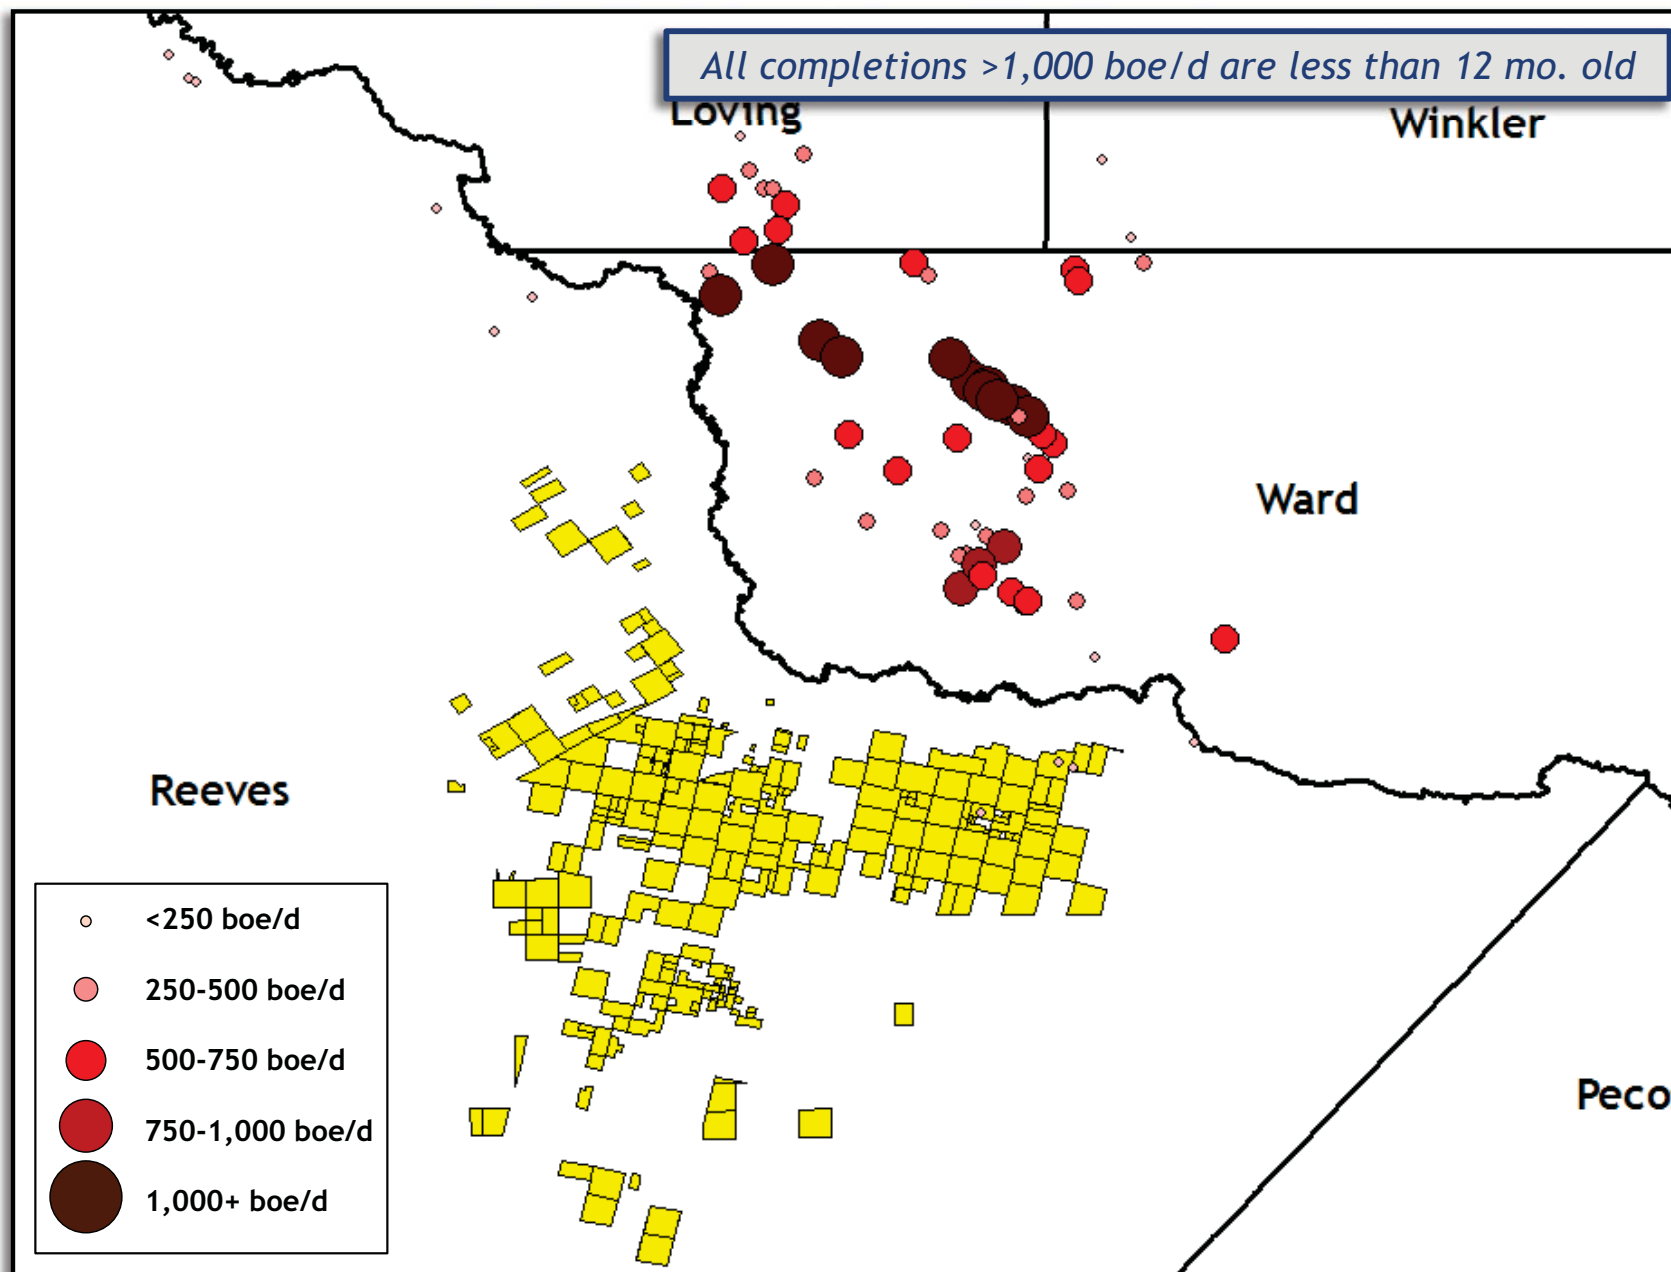 All completions >1,000 boe/d are less than 12 mo. old
Loving
Winkler
Ward
Reeves
Peco
<250 boe/d
250-500 boe/d
500-750 boe/d
750-1,000 boe/d
1,000+ boe/d